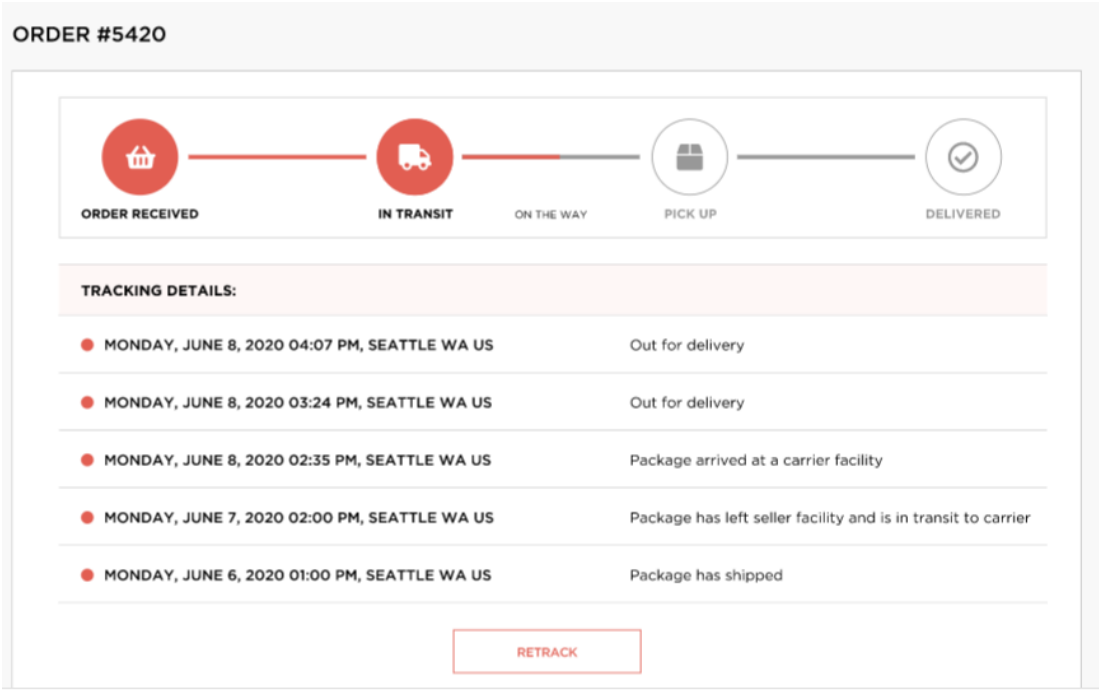 ORDER #5420
ORDER RECEIVED IN TRANSIT ON THE WAY PICK UP DELIVERED
TRACKING DETAILS:
MONDAY, JUNE 8, 2020 04:07 PM, SEATTLE WA US Out for delivery
MONDAY, JUNE 8, 2020 03:24 PM, SEATTLE WA US Out for delivery
MONDAY, JUNE 8, 2020 02:35 PM, SEATTLE WA US Package arrived at a carrier facility
MONDAY, JUNE 7, 2020 02:00 PM, SEATTLE WA US Package has left seller facility and is in transit to carrier
MONDAY, JUNE 6, 2020 01:00 PM, SEATTLE WA US Package has shipped
RETRACK